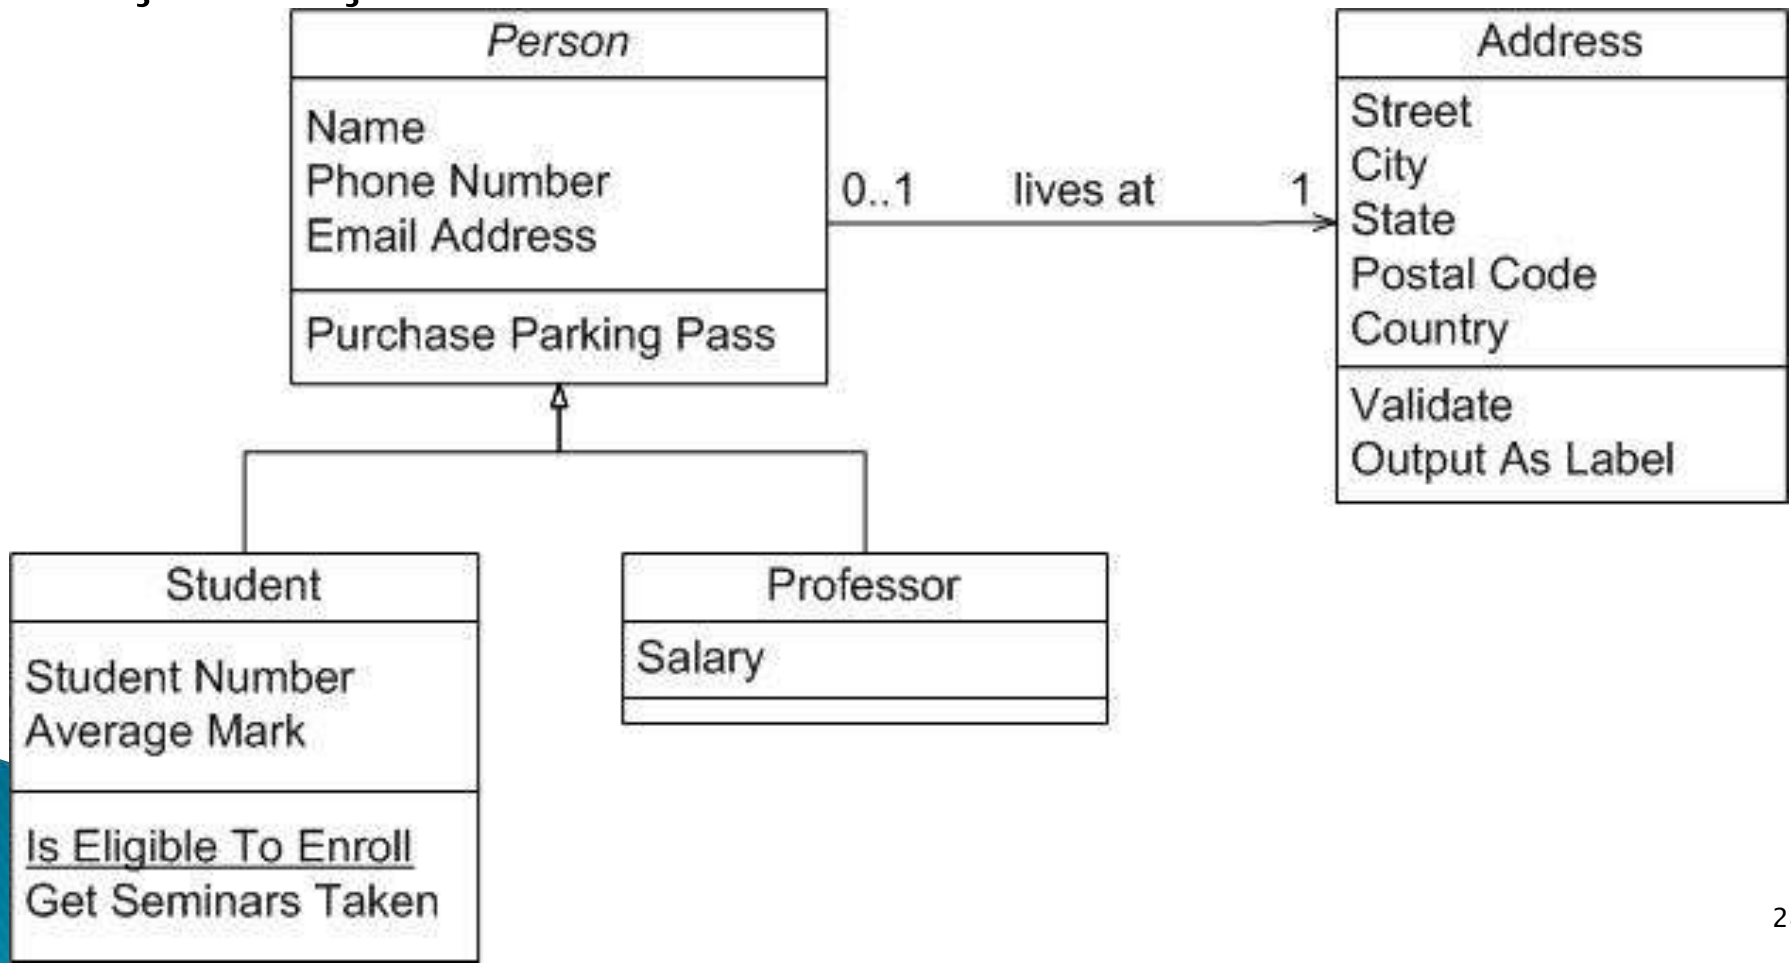 Person
Name
Phone Number
Email Address
Purchase Parking Pass
0..1 lives at 1
Address
Street
City
State
Postal Code
Country
Validate
Output As Label
Student
Student Number
Average Mark
Is Eligible To Enroll
Get Seminars Taken
Professor
Salary
2